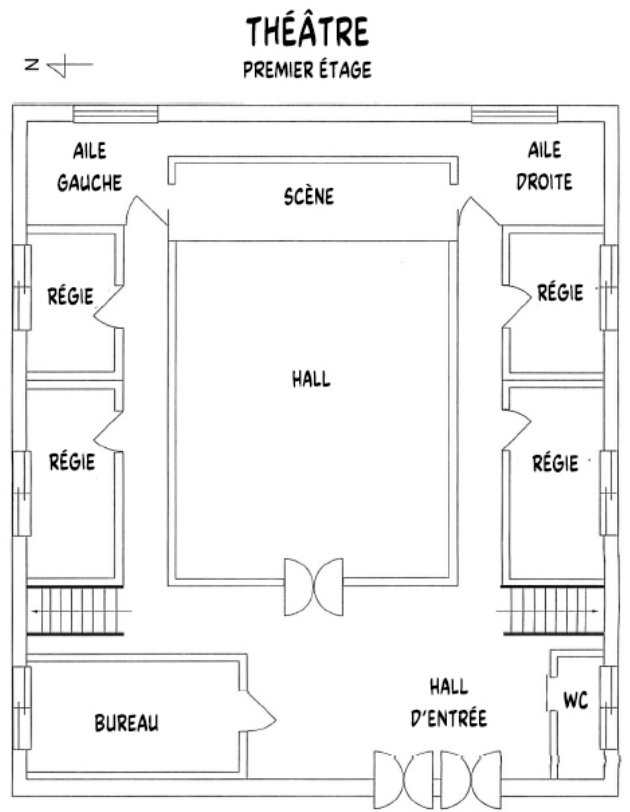 THÉÂTRE
PREMIER ÉTAGE
N
AILE
GAUCHE
SCÈNE
AILE
DROITE
RÉGIE
RÉGIE
HALL
RÉGIE
RÉGIE
BUREAU
HALL
D'ENTRÉE
WC